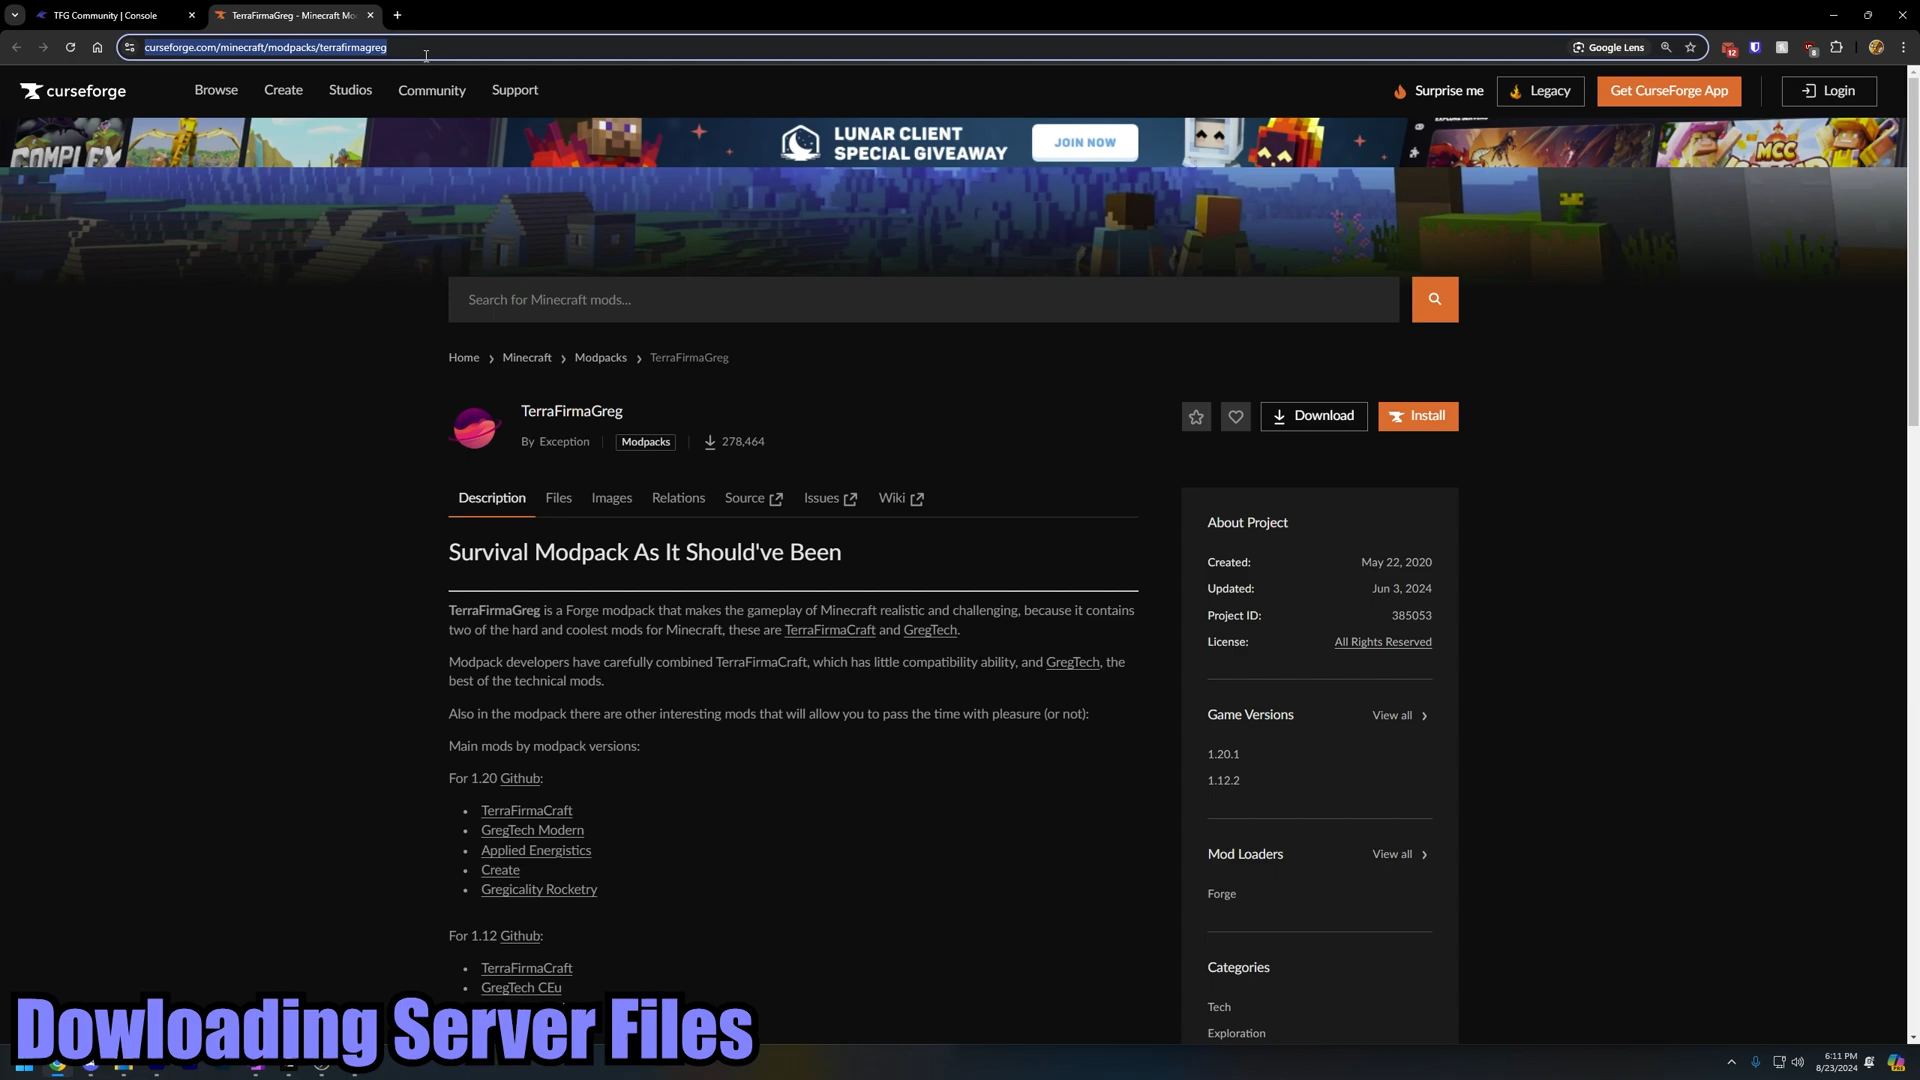 TFG Community | Console
TerraFirmaGreg - Minecraft Mo
curseforge.com/minecraft/modpacks/terrafirmagreg
Google Lens
12
8
curseforge
Browse
Create
Studios
Community
Support
Surprise me
Legacy
Get CurseForge App
Login
COMPLEX
LUNAR CLIENT
SPECIAL GIVEAWAY
JOIN NOW
EXPLORE SERVERS
MCC
Search for Minecraft mods...
Home
Minecraft
Modpacks
TerraFirmaGreg
TerraFirmaGreg
By Exception
Modpacks
278,464
Download
Install
Description
Files
Images
Relations
Source
Issues
Wiki
Survival Modpack As It Should've Been
TerraFirmaGreg is a Forge modpack that makes the gameplay of Minecraft realistic and challenging, because it contains
two of the hard and coolest mods for Minecraft, these are TerraFirmaCraft and GregTech.
Modpack developers have carefully combined TerraFirmaCraft, which has little compatibility ability, and GregTech, the
best of the technical mods.
Also in the modpack there are other interesting mods that will allow you to pass the time with pleasure (or not):
Main mods by modpack versions:
For 1.20 Github:
TerraFirmaCraft
GregTech Modern
Applied Energistics
Create
Gregicality Rocketry
For 1.12 Github:
TerraFirmaCraft
GregTech CEu
About Project
Created: May 22, 2020
Updated: Jun 3, 2024
Project ID: 385053
License: All Rights Reserved
Game Versions
View all
1.20.1
1.12.2
Mod Loaders
View all
Forge
Categories
Tech
Exploration
Dowloading Server Files
6:11 PM
8/23/2024